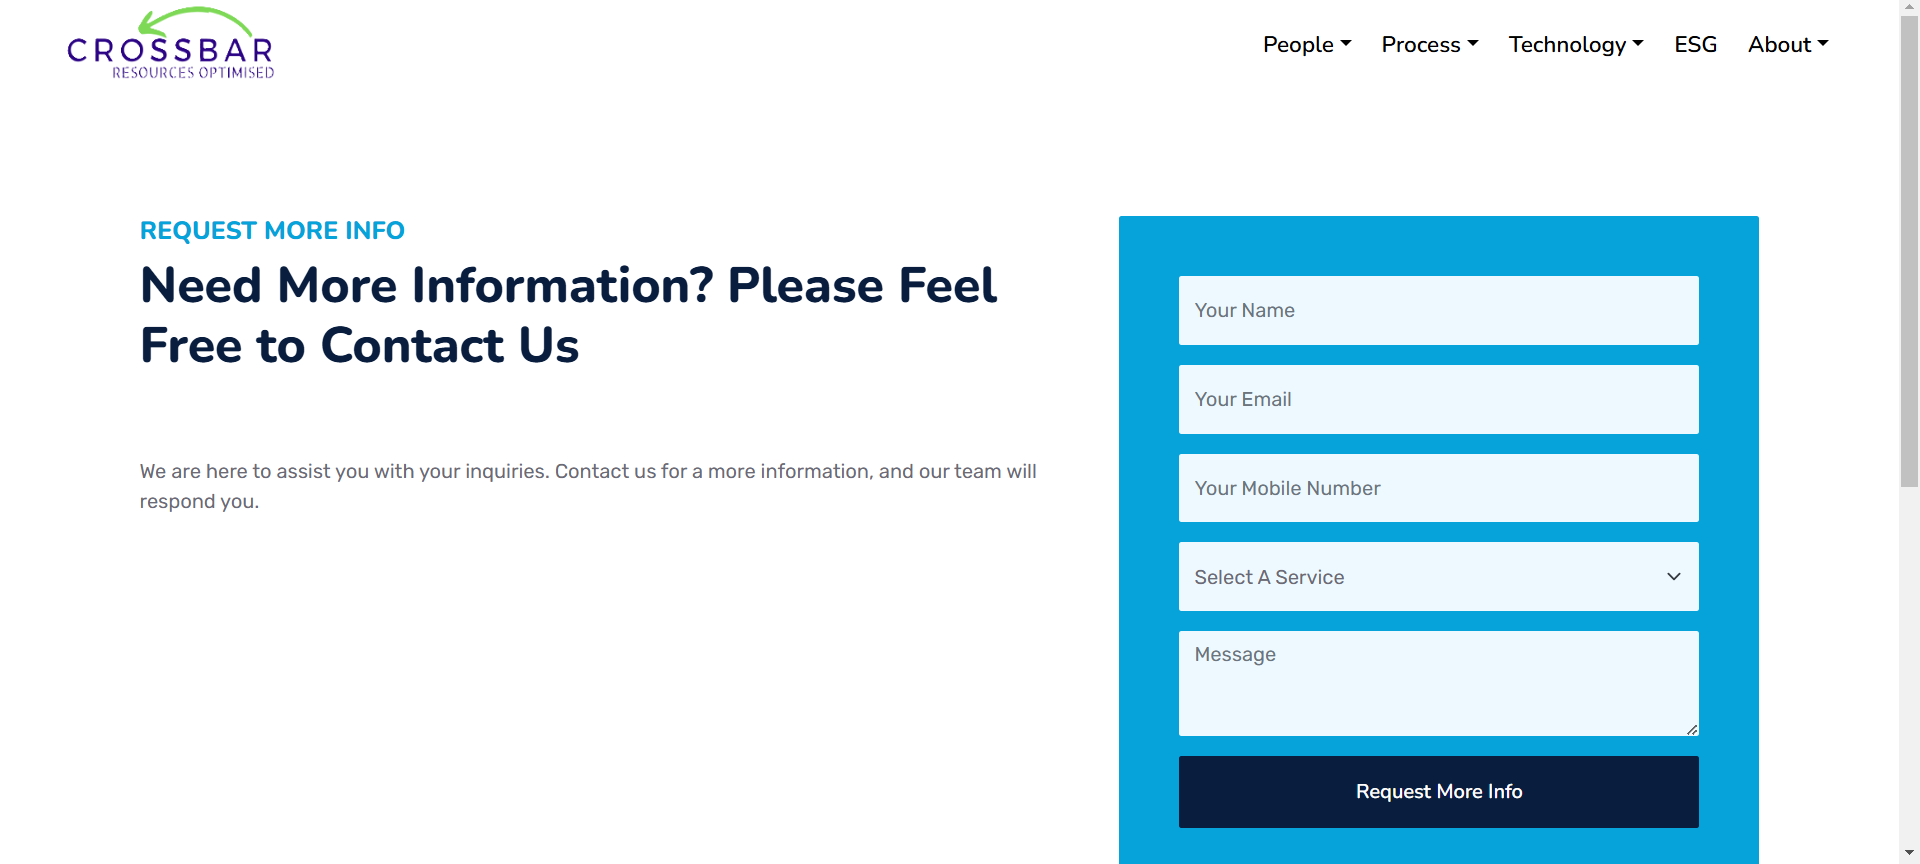 CROSSBAR
RESOURCES OPTIMISED
People
Process
Technology
ESG
About
REQUEST MORE INFO
Need More Information? Please Feel
Free to Contact Us
We are here to assist you with your inquiries. Contact us for a more information, and our team will
respond you.
Your Name
Your Email
Your Mobile Number
Select A Service
Message
Request More Info